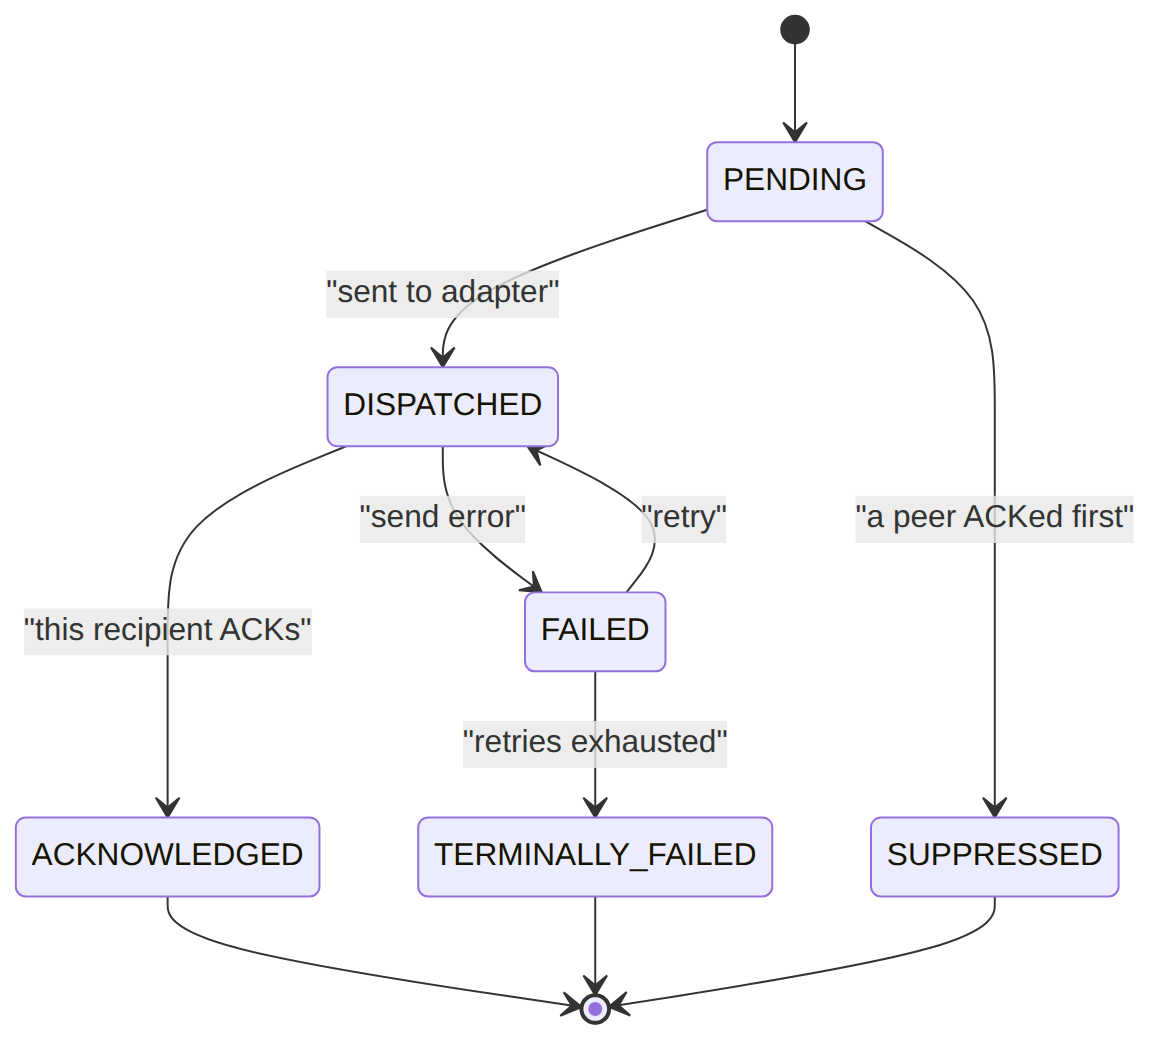 PENDING
"sent to adapter"
DISPATCHED
"send error"
"retry"
"a peer ACKed first"
"this recipient ACKs"
FAILED
"retries exhausted"
ACKNOWLEDGED
TERMINALLY_FAILED
SUPPRESSED